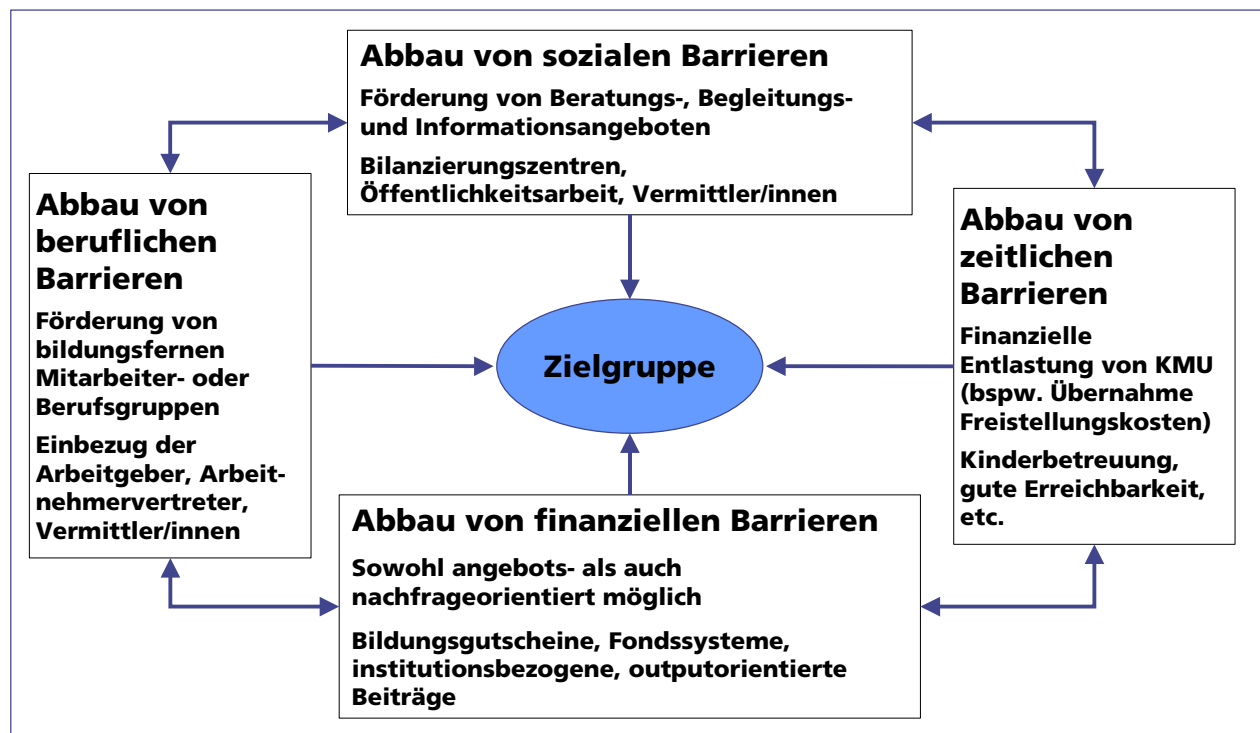 Abbau von sozialen Barrieren
Förderung von Beratungs-, Begleitungs-
und Informationsangeboten
Bilanzierungszentren,
Öffentlichkeitsarbeit, Vermittler/innen
Abbau von
beruflichen
Barrieren
Förderung von
bildungsfernen
Mitarbeiter- oder
Berufsgruppen
Einbezug der
Arbeitgeber, Arbeit-
nehmervertreter,
Vermittler/innen
Zielgruppe
Abbau von
zeitlichen
Barrieren
Finanzielle
Entlastung von KMU
(bspw. Übernahme
Freistellungskosten)
Kinderbetreuung,
gute Erreichbarkeit,
etc.
Abbau von finanziellen Barrieren
Sowohl angebots- als auch
nachfrageorientiert möglich
Bildungsgutscheine, Fondssysteme,
institutionsbezogene, outputorientierte
Beiträge